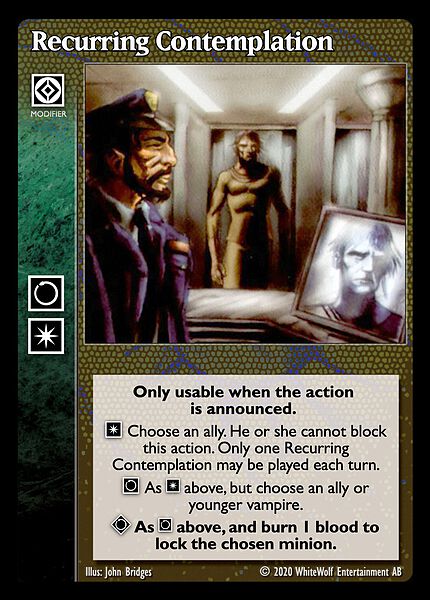 Recurring Contemplation
MODIFIER
Only usable when the action
is announced.
Choose an ally. He or she cannot block
this action. Only one Recurring
Contemplation may be played each turn.
As above, but choose an ally or
younger vampire.
As above, and burn 1 blood to
lock the chosen minion.
Illus: John Bridges
© 2020 WhiteWolf Entertainment AB